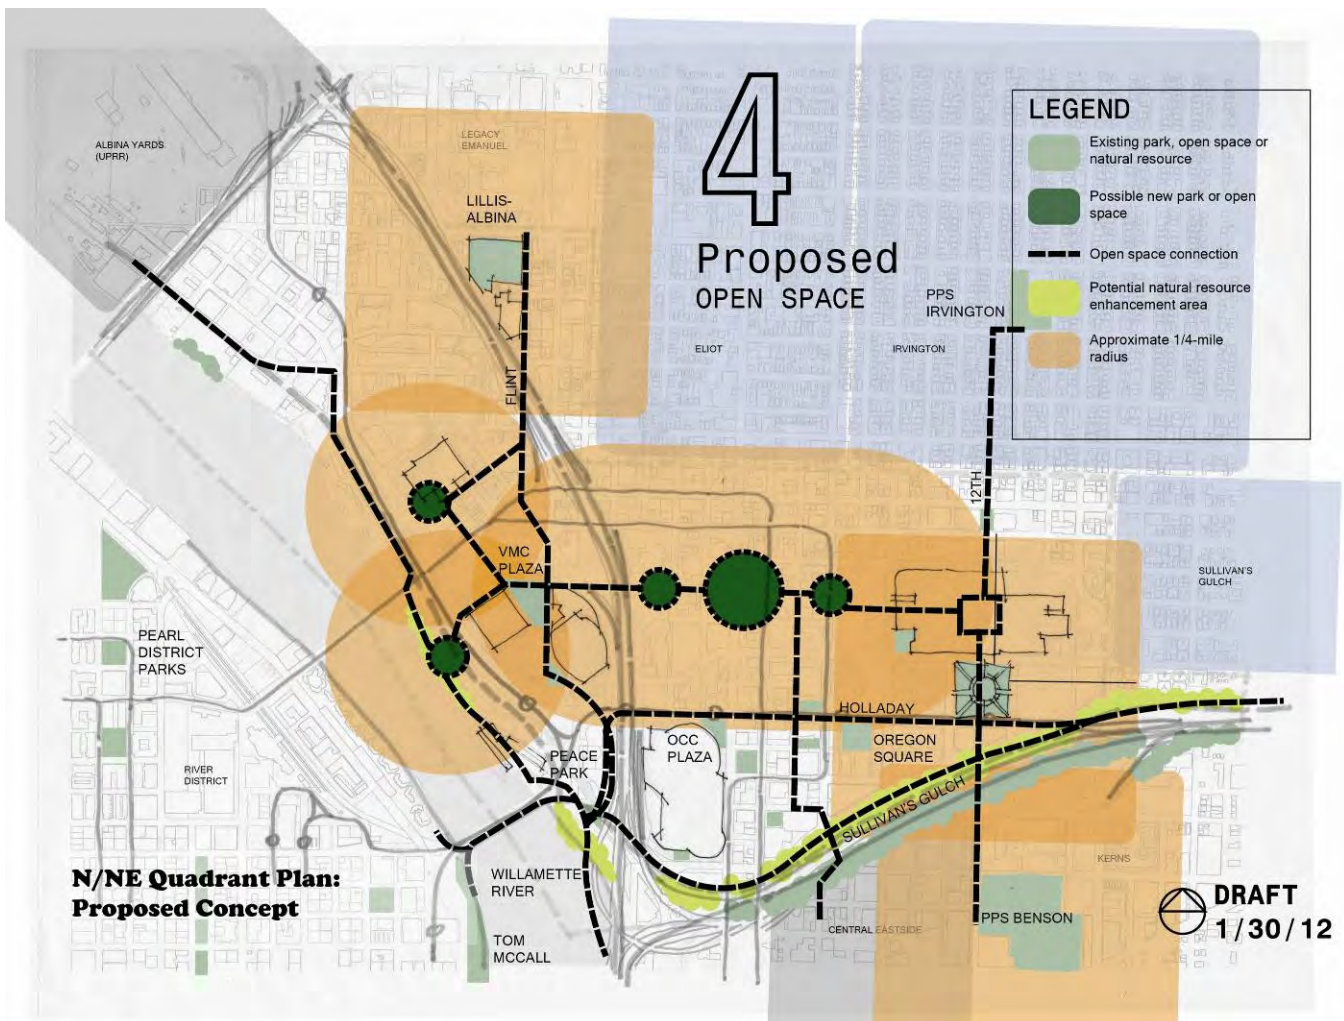 ALBINA YARDS
(UPRR)
LEGACY
EMANUEL
LILLIS-
ALBINA
4
Proposed
OPEN SPACE
LEGEND
Existing park, open space or
natural resource
Possible new park or open
space
Open space connection
Potential natural resource
enhancement area
Approximate 1/4-mile
radius
PPS
IRVINGTON
ELIOT
IRVINGTON
FLINT
12TH
VMC
PLAZA
SULLIVAN'S
GULCH
PEARL
DISTRICT
PARKS
HOLLADAY
OCC
PLAZA
OREGON
SQUARE
PEACE
PARK
RIVER
DISTRICT
SULLIVAN'S GULCH
KERNS
N/NE Quadrant Plan:
Proposed Concept
WILLAMETTE
RIVER
TOM
MCCALL
CENTRAL EASTSIDE
PPS BENSON
DRAFT
1/30/12